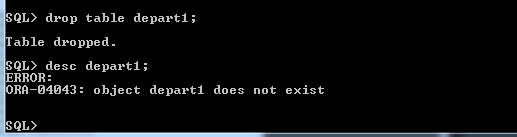 SQL> drop table depart1;
Table dropped.
SQL> desc depart1;
ERROR:
ORA-04043: object depart1 does not exist
SQL>